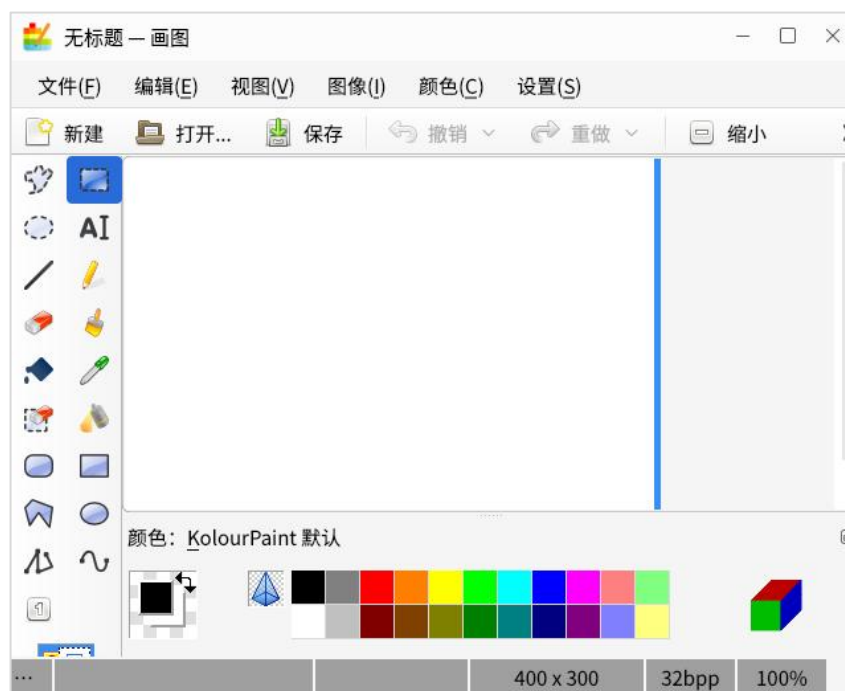 无标题 — 画图
文件(F) 编辑(E) 视图(V) 图像(I) 颜色(C) 设置(S)
新建 打开... 保存 撤销 重做 缩小
AI
颜色: KolourPaint 默认
... 400 x 300 32bpp 100%